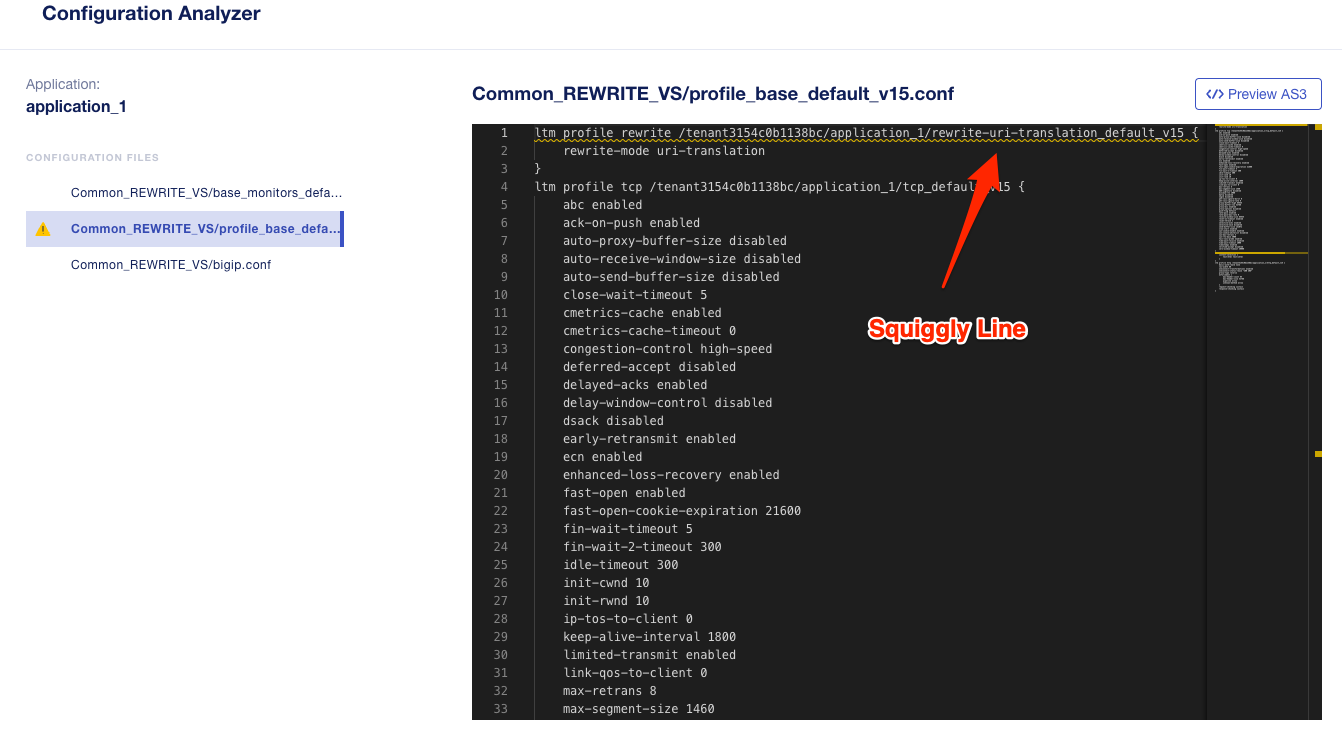 Configuration Analyzer
Application:
application_1
CONFIGURATION FILES
Common_REWRITE_VS/base_monitors_defa...
Common_REWRITE_VS/profile_base_defa...
Common_REWRITE_VS/bigip.conf
Common_REWRITE_VS/profile_base_default_v15.conf
</> Preview AS3
1 ltm profile rewrite /tenant3154c0b1138bc/application_1/rewrite-uri-translation_default_v15 {
2 rewrite-mode uri-translation
3 }
4 ltm profile tcp /tenant3154c0b1138bc/application_1/tcp_default_v15 {
5 abc enabled
6 ack-on-push enabled
7 auto-proxy-buffer-size disabled
8 auto-receive-window-size disabled
9 auto-send-buffer-size disabled
10 close-wait-timeout 5
11 cmetrics-cache enabled
12 cmetrics-cache-timeout 0
13 congestion-control high-speed
14 deferred-accept disabled
15 delayed-acks enabled
16 delay-window-control disabled
17 dsack disabled
18 early-retransmit enabled
19 ecn enabled
20 enhanced-loss-recovery enabled
21 fast-open enabled
22 fast-open-cookie-expiration 21600
23 fin-wait-timeout 5
24 fin-wait-2-timeout 300
25 idle-timeout 300
26 init-cwnd 10
27 init-rwnd 10
28 ip-tos-to-client 0
29 keep-alive-interval 1800
30 limited-transmit enabled
31 link-qos-to-client 0
32 max-retrans 8
33 max-segment-size 1460
Squiggly Line